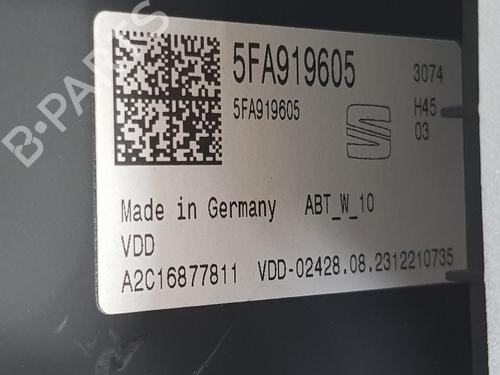 5FA919605 3074
5FA919605 H45
03
Made in Germany ABT_W_10
VDD
A2C16877811 VDD-02428.08.2312210735
B-PARTS